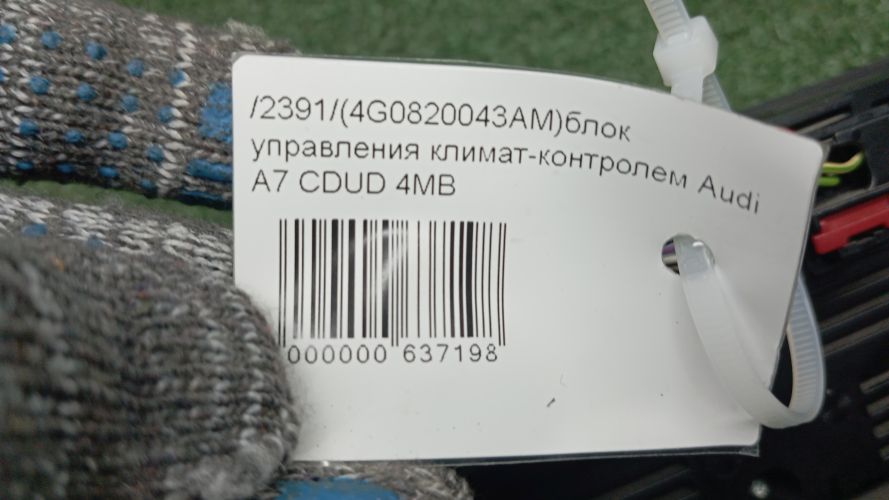 /2391/(4G0820043AM)блок
управления климат-контролем Audi
A7 CDUD 4MB
000000 637198